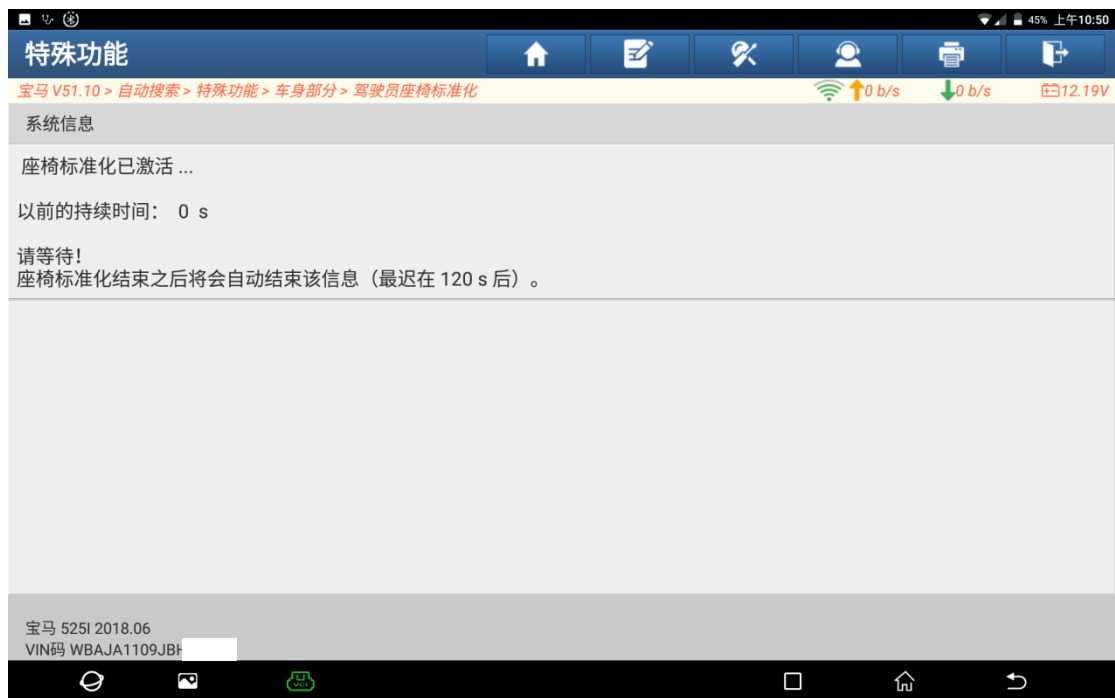 45% 上午10:50
特殊功能
宝马 V51.10 > 自动搜索 > 特殊功能 > 车身部分 > 驾驶员座椅标准化 0 b/s 0 b/s 12.19V
系统信息
座椅标准化已激活 ...
以前的持续时间： 0 s
请等待！
座椅标准化结束之后将会自动结束该信息（最迟在 120 s 后）。
宝马 525I 2018.06
VIN码 WBAJA1109JBH
VCI